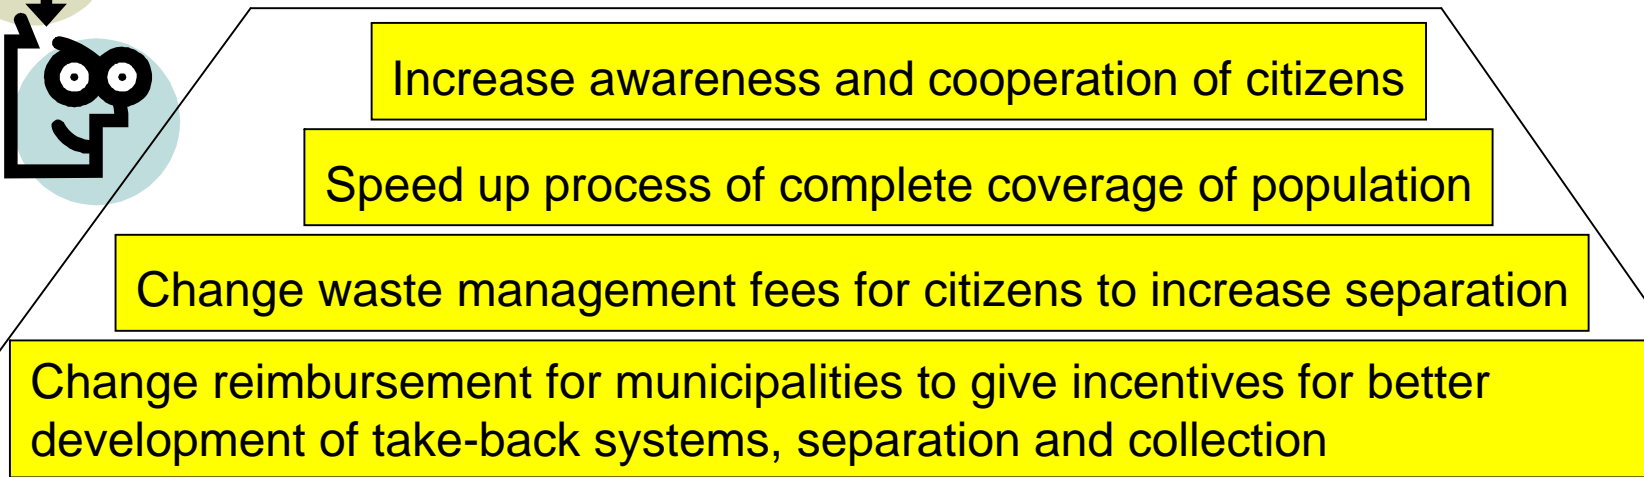 Increase awareness and cooperation of citizens
Speed up process of complete coverage of population
Change waste management fees for citizens to increase separation
Change reimbursement for municipalities to give incentives for better
development of take-back systems, separation and collection